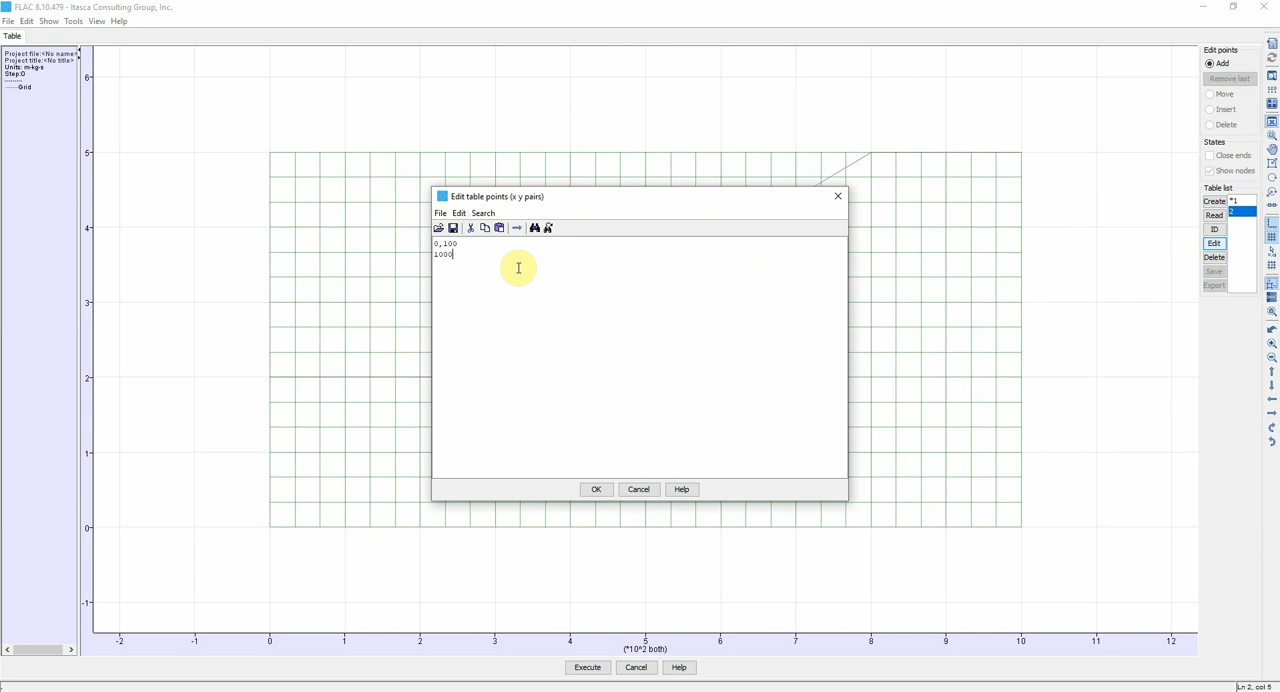 FLAC 8.10.479 - Itasca Consulting Group, Inc.
File Edit Show Tools View Help
Table
Project file:<No name>
Project title:<No title>
Units: m-kg-s
Step:0
Grid
6
5
4
3
2
1
0
-1
-2 -1 0 1 2 3 4 5 6 7 8 9 10 11 12
(*10^2 both)
Edit table points (x y pairs)
File Edit Search
0,100
1000
OK Cancel Help
Execute Cancel Help
Edit points
Add
Remove last
Move
Insert
Delete
States
Close ends
Show nodes
Table list
Create *1
Read 2
ID
Edit
Delete
Save
Export
Ln 2, col 5